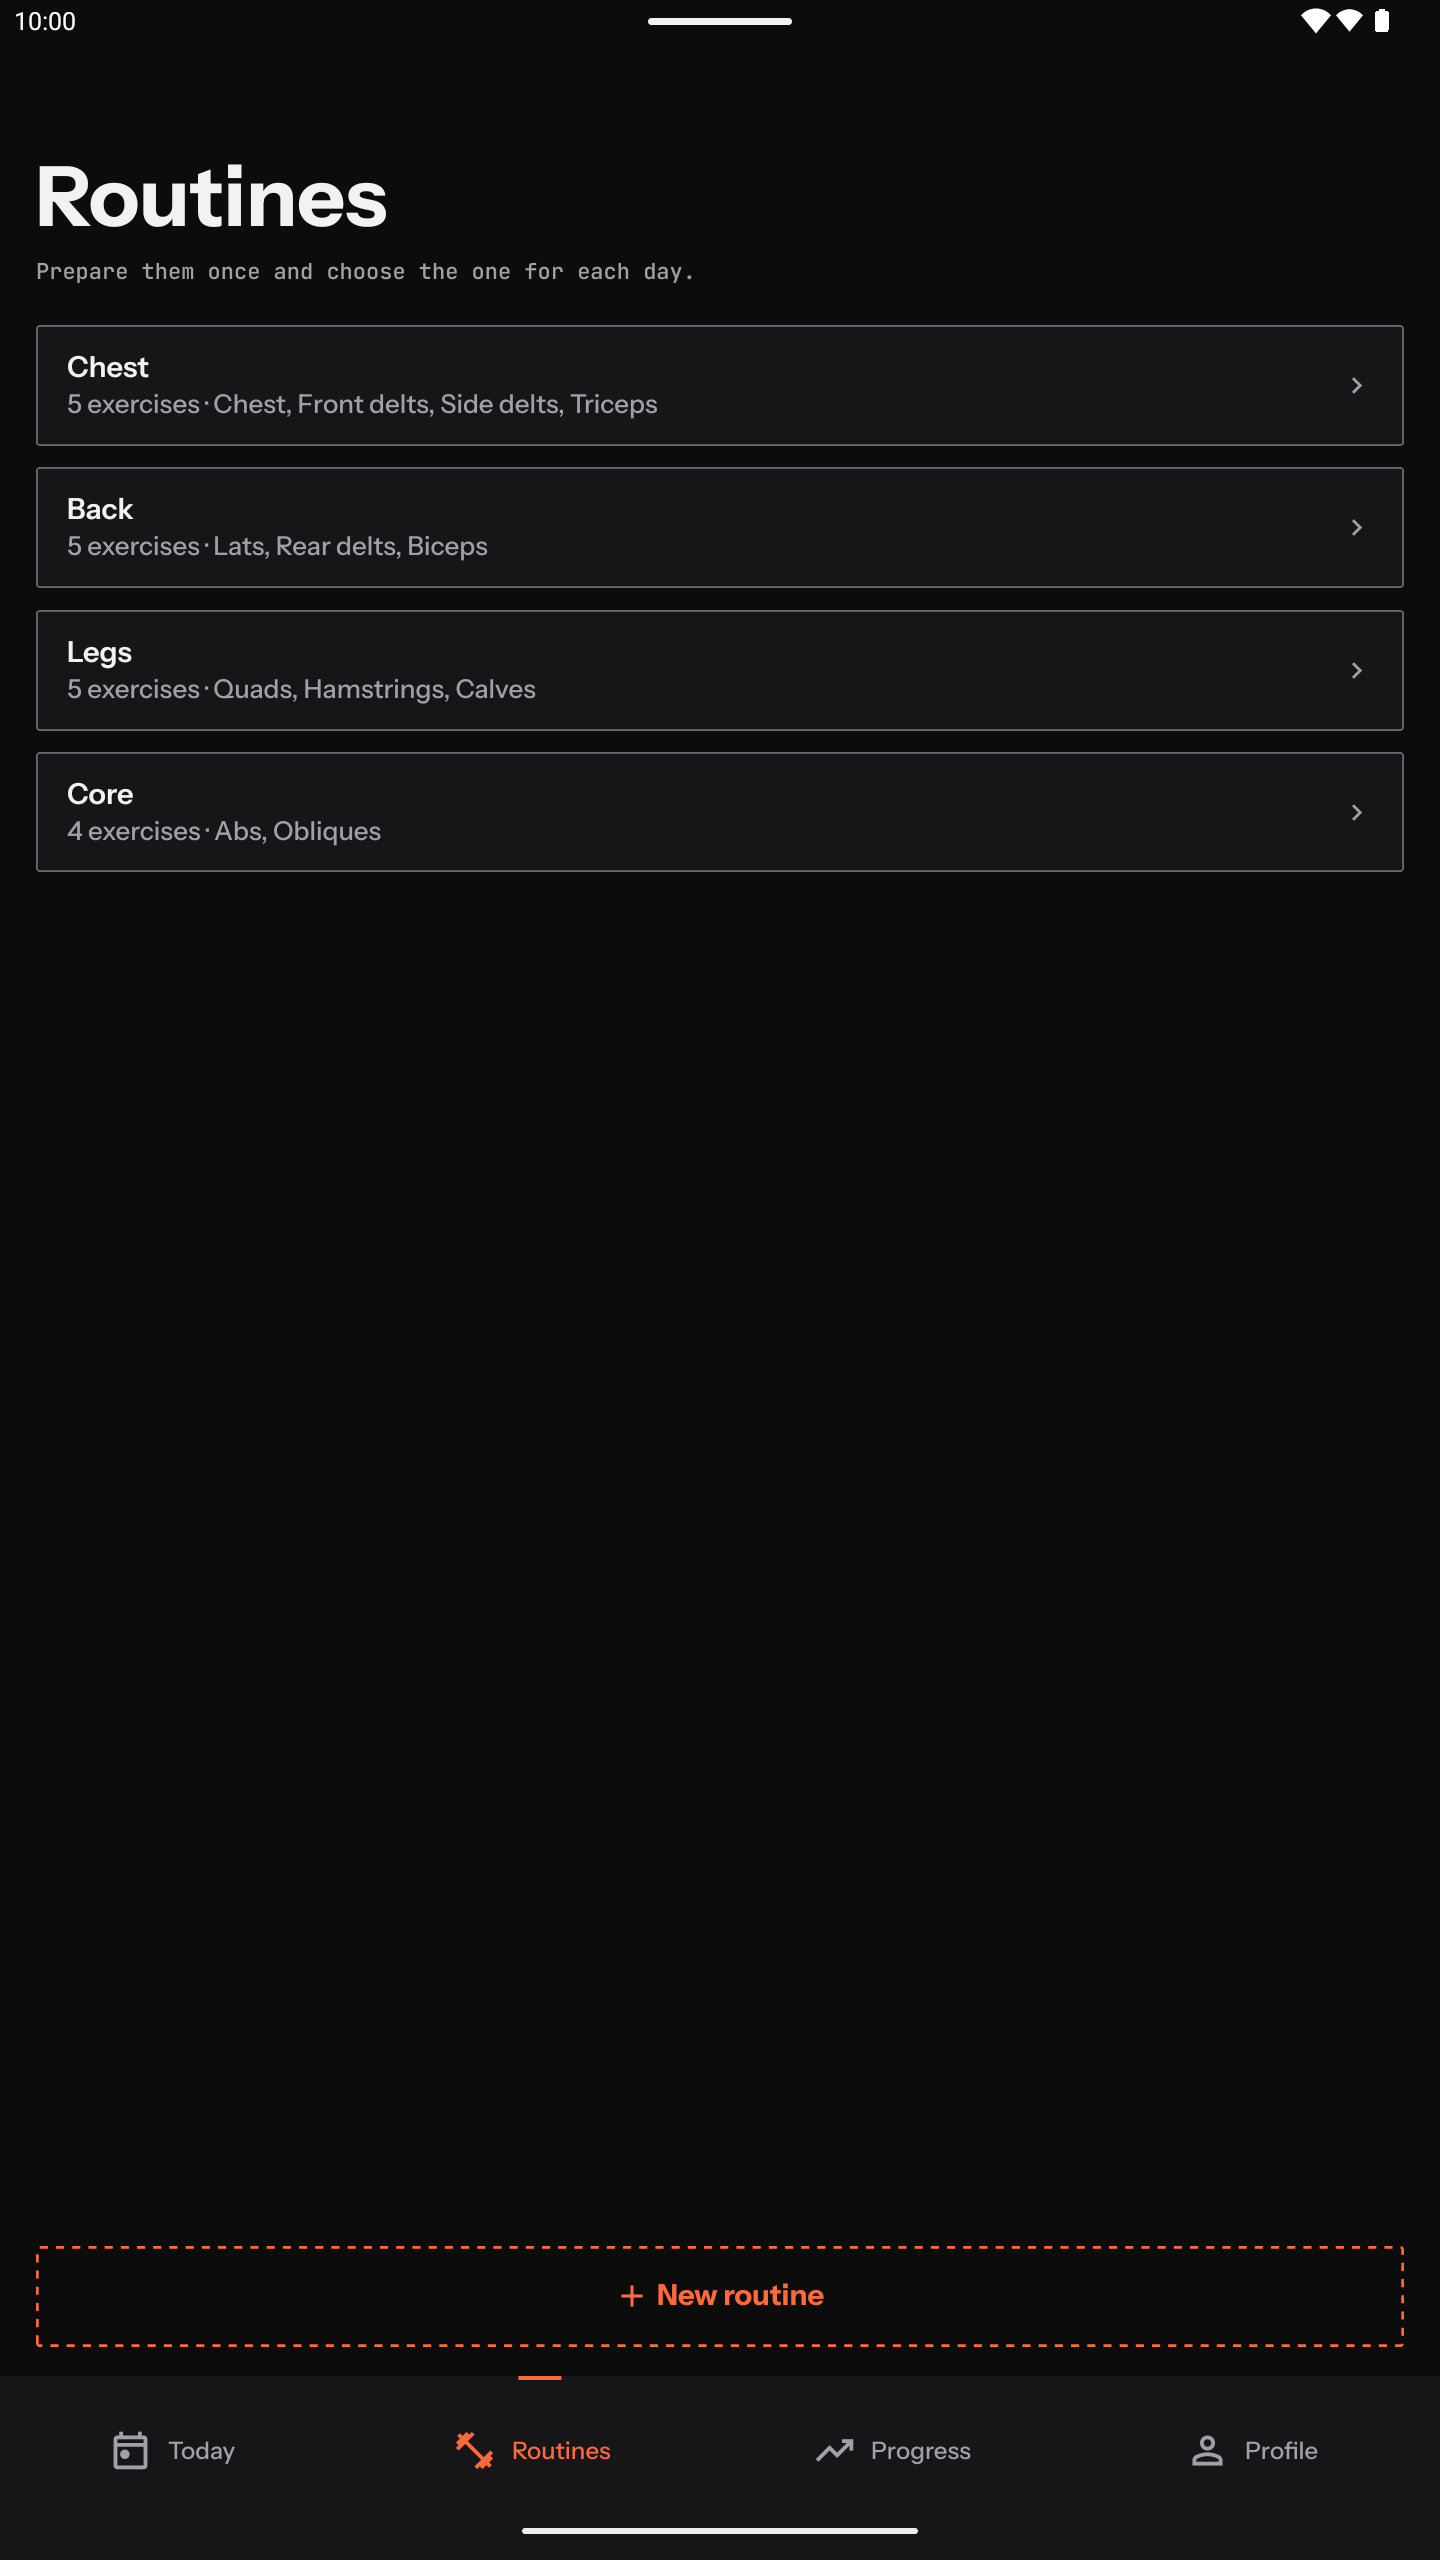 10:00
Routines
Prepare them once and choose the one for each day.
Chest
5 exercises · Chest, Front delts, Side delts, Triceps
Back
5 exercises · Lats, Rear delts, Biceps
Legs
5 exercises · Quads, Hamstrings, Calves
Core
4 exercises · Abs, Obliques
+ New routine
Today
Routines
Progress
Profile